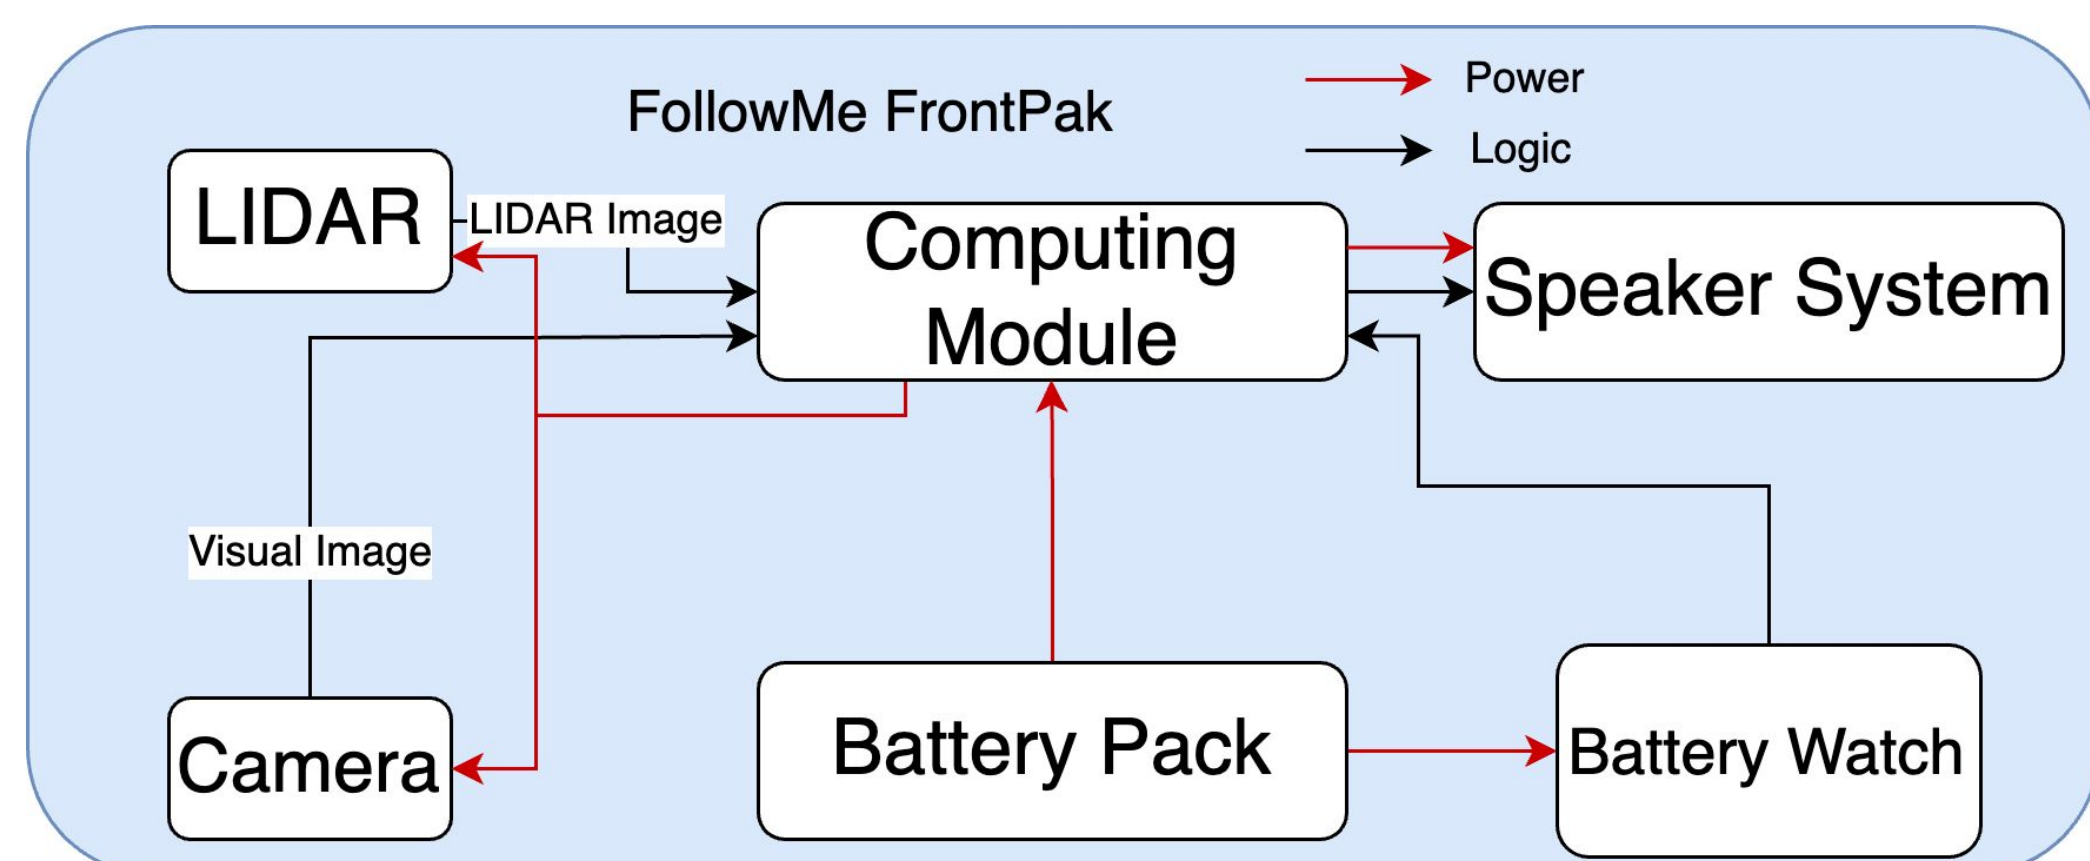 FollowMe FrontPak
Power
Logic
LIDAR
LIDAR Image
Computing
Module
Speaker System
Visual Image
Camera
Battery Pack
Battery Watch